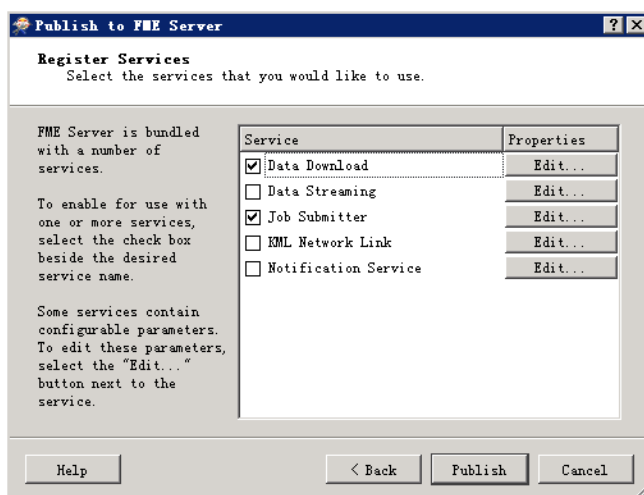 Publish to FME Server
Register Services
Select the services that you would like to use.
FME Server is bundled
with a number of
services.
To enable for use with
one or more services,
select the check box
beside the desired
service name.
Some services contain
configurable parameters.
To edit these parameters,
select the "Edit..."
button next to the
service.
Service Properties
Data Download Edit...
Data Streaming Edit...
Job Submitter Edit...
KML Network Link Edit...
Notification Service Edit...
Help < Back Publish Cancel